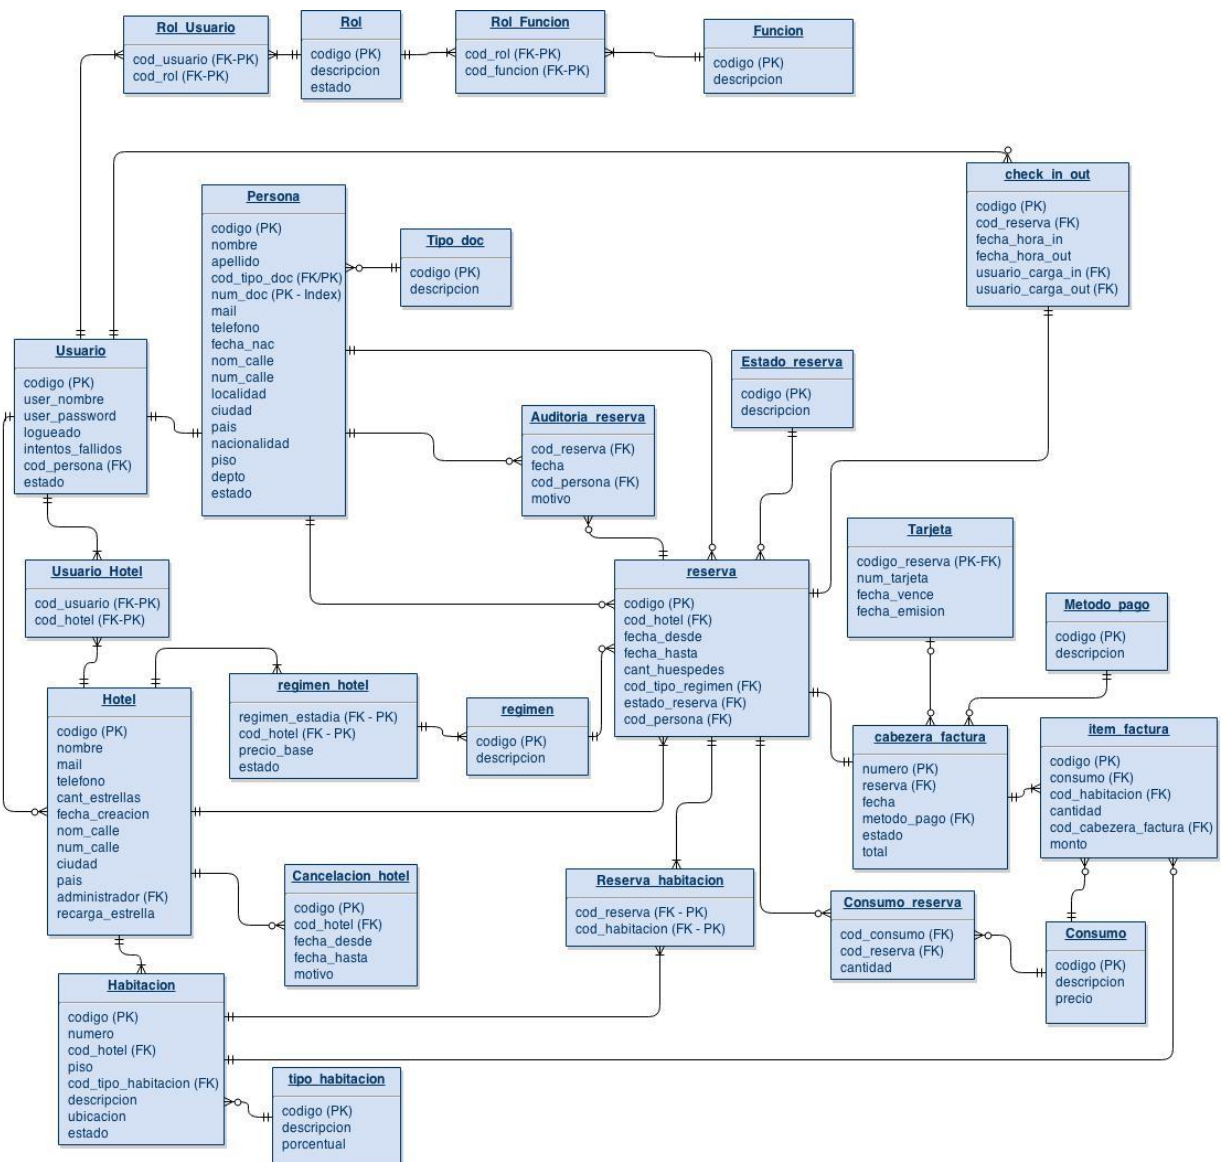 Rol_Usuario
cod_usuario (FK-PK)
cod_rol (FK-PK)
Rol
codigo (PK)
descripcion
estado
Rol_Funcion
cod_rol (FK-PK)
cod_funcion (FK-PK)
Funcion
codigo (PK)
descripcion
check_in_out
codigo (PK)
cod_reserva (FK)
fecha_hora_in
fecha_hora_out
usuario_carga_in (FK)
usuario_carga_out (FK)
Persona
codigo (PK)
nombre
apellido
cod_tipo_doc (FK/PK)
num_doc (PK - Index)
mail
telefono
fecha_nac
nom_calle
num_calle
localidad
ciudad
pais
nacionalidad
piso
depto
estado
Tipo_doc
codigo (PK)
descripcion
Usuario
codigo (PK)
user_nombre
user_password
logueado
intentos_fallidos
cod_persona (FK)
estado
Estado_reserva
codigo (PK)
descripcion
Auditoria_reserva
cod_reserva (FK)
fecha
cod_persona (FK)
motivo
Usuario_Hotel
cod_usuario (FK-PK)
cod_hotel (FK-PK)
reserva
codigo (PK)
cod_hotel (FK)
fecha_desde
fecha_hasta
cant_huespedes
cod_tipo_regimen (FK)
estado_reserva (FK)
cod_persona (FK)
Tarjeta
codigo_reserva (PK-FK)
num_tarjeta
fecha_vence
fecha_emision
Metodo_pago
codigo (PK)
descripcion
Hotel
codigo (PK)
nombre
mail
telefono
cant_estrellas
fecha_creacion
nom_calle
num_calle
ciudad
pais
administrador (FK)
recarga_estrella
regimen_hotel
regimen_estadia (FK - PK)
cod_hotel (FK - PK)
precio_base
estado
regimen
codigo (PK)
descripcion
cabezera_factura
numero (PK)
reserva (FK)
fecha
metodo_pago (FK)
estado
total
item_factura
codigo (PK)
consumo (FK)
cod_habitacion (FK)
cantidad
cod_cabezera_factura (FK)
monto
Cancelacion_hotel
codigo (PK)
cod_hotel (FK)
fecha_desde
fecha_hasta
motivo
Reserva_habitacion
cod_reserva (FK - PK)
cod_habitacion (FK - PK)
Consumo_reserva
cod_consumo (FK)
cod_reserva (FK)
cantidad
Consumo
codigo (PK)
descripcion
precio
Habitacion
codigo (PK)
numero
cod_hotel (FK)
piso
cod_tipo_habitacion (FK)
descripcion
ubicacion
estado
tipo_habitacion
codigo (PK)
descripcion
porcentual